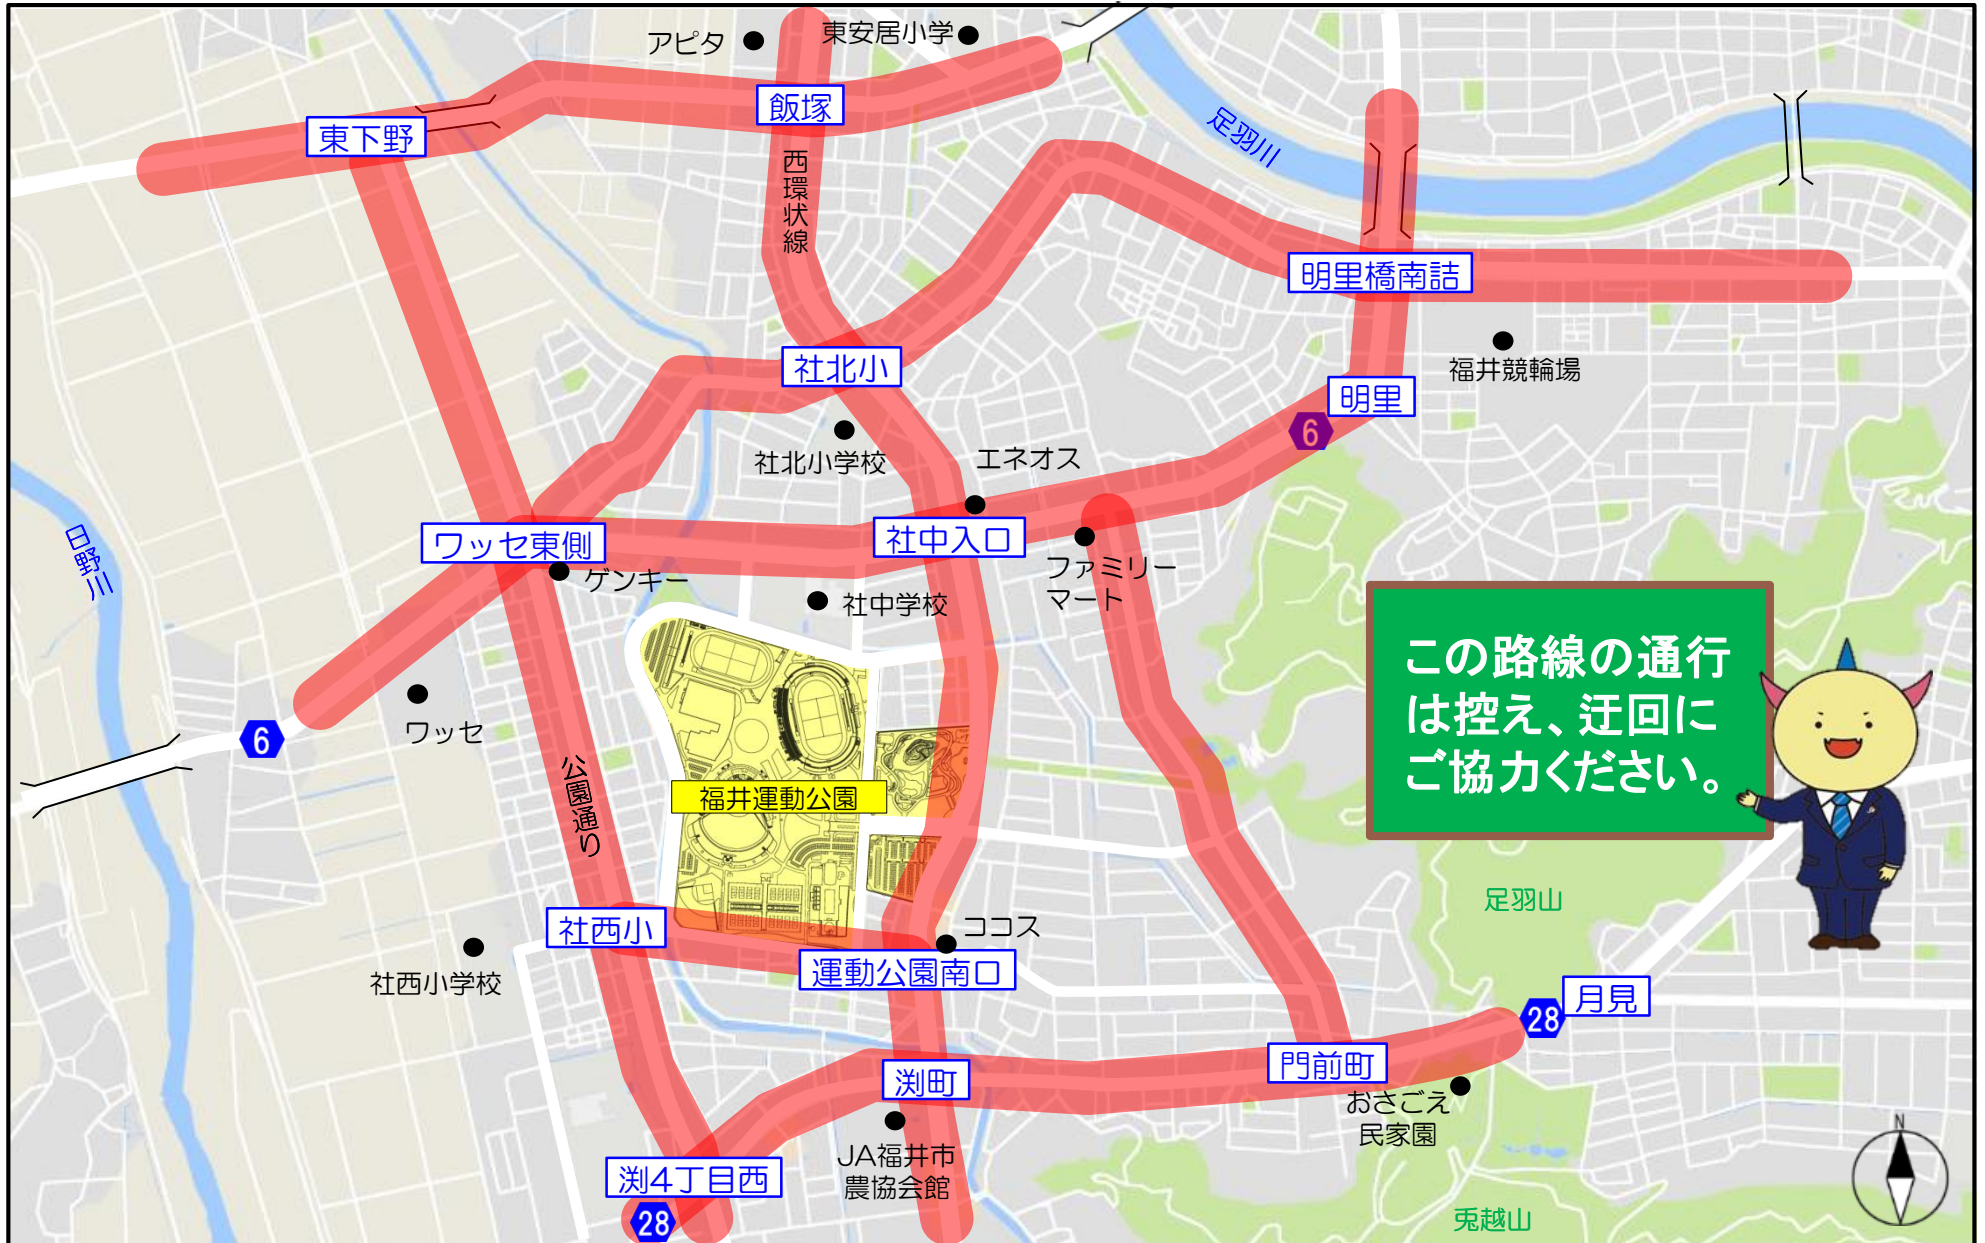 アピタ
東安居小学
飯塚
東下野
西環状線
足羽川
明里橋南詰
福井競輪場
社北小
明里
6
社北小学校
エネオス
日野川
ワッセ東側
社中入口
ゲンキー
ファミリー
マート
社中学校
この路線の通行
は控え、迂回に
ご協力ください。
ワッセ
6
公園通り
福井運動公園
足羽山
社西小
ココス
社西小学校
運動公園南口
月見
28
渕町
門前町
おさごえ
民家園
JA福井市
農協会館
渕4丁目西
28
兎越山
N